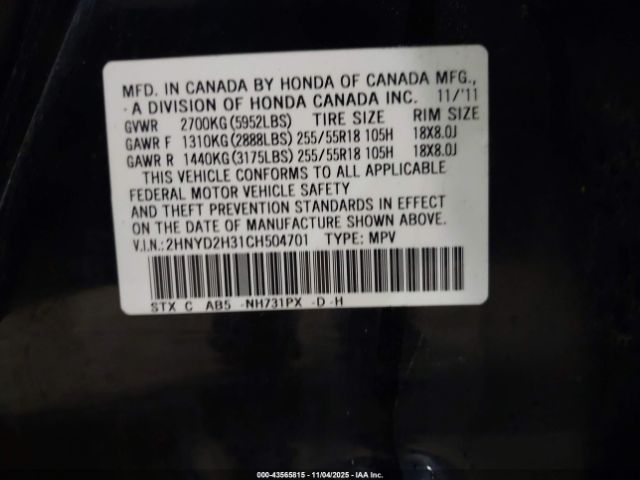 MFD. IN CANADA BY HONDA OF CANADA MFG.,
A DIVISION OF HONDA CANADA INC. 11/'11
GVWR 2700KG(5952LBS) TIRE SIZE RIM SIZE
GAWR F 1310KG(2888LBS) 255/55R18 105H 18X8.0J
GAWR R 1440KG(3175LBS) 255/55R18 105H 18X8.0J
THIS VEHICLE CONFORMS TO ALL APPLICABLE
FEDERAL MOTOR VEHICLE SAFETY
AND THEFT PREVENTION STANDARDS IN EFFECT
ON THE DATE OF MANUFACTURE SHOWN ABOVE.
V.I.N.:2HNYD2H31CH504701 TYPE: MPV
STX C AB5 -NH731PX -D -H
000-43565815 - 11/04/2025 - IAA Inc.